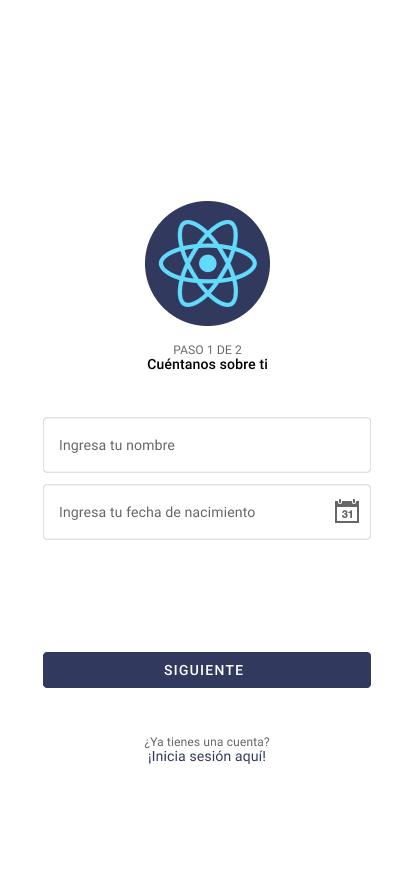 PASO 1 DE 2
Cuéntanos sobre ti
Ingresa tu nombre
Ingresa tu fecha de nacimiento
31
SIGUIENTE
¿Ya tienes una cuenta?
¡Inicia sesión aquí!